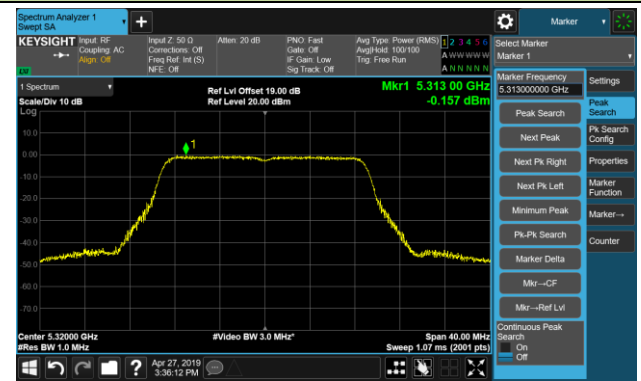 Spectrum Analyzer 1
Swept SA
Marker
KEYSIGHT
Input: RF
Coupling: AC
Align: Off
Input Z: 50 Ω
Corrections: Off
Freq Ref: Int (S)
NFE: Off
Atten: 20 dB
PNO: Fast
Gate: Off
IF Gain: Low
Sig Track: Off
Avg Type: Power (RMS)
Avg|Hold: 100/100
Trig: Free Run
1 2 3 4 5 6
A W W W W W
A N N N N N
Select Marker
Marker 1
1 Spectrum
Scale/Div 10 dB
Log
Ref Lvl Offset 19.00 dB
Ref Level 20.00 dBm
Mkr1 5.313 00 GHz
-0.157 dBm
10.0
0.00
-10.0
-20.0
-30.0
-40.0
-50.0
-60.0
-70.0
1
Center 5.32000 GHz
#Res BW 1.0 MHz
#Video BW 3.0 MHz*
Span 40.00 MHz
Sweep 1.07 ms (2001 pts)
Marker Frequency
5.313000000 GHz
Peak Search
Next Peak
Next Pk Right
Next Pk Left
Minimum Peak
Pk-Pk Search
Marker Delta
Mkr→CF
Mkr→Ref Lvl
Continuous Peak
Search
On
Off
Settings
Peak
Search
Pk Search
Config
Properties
Marker
Function
Marker→
Counter
?
Apr 27, 2019
3:36:12 PM